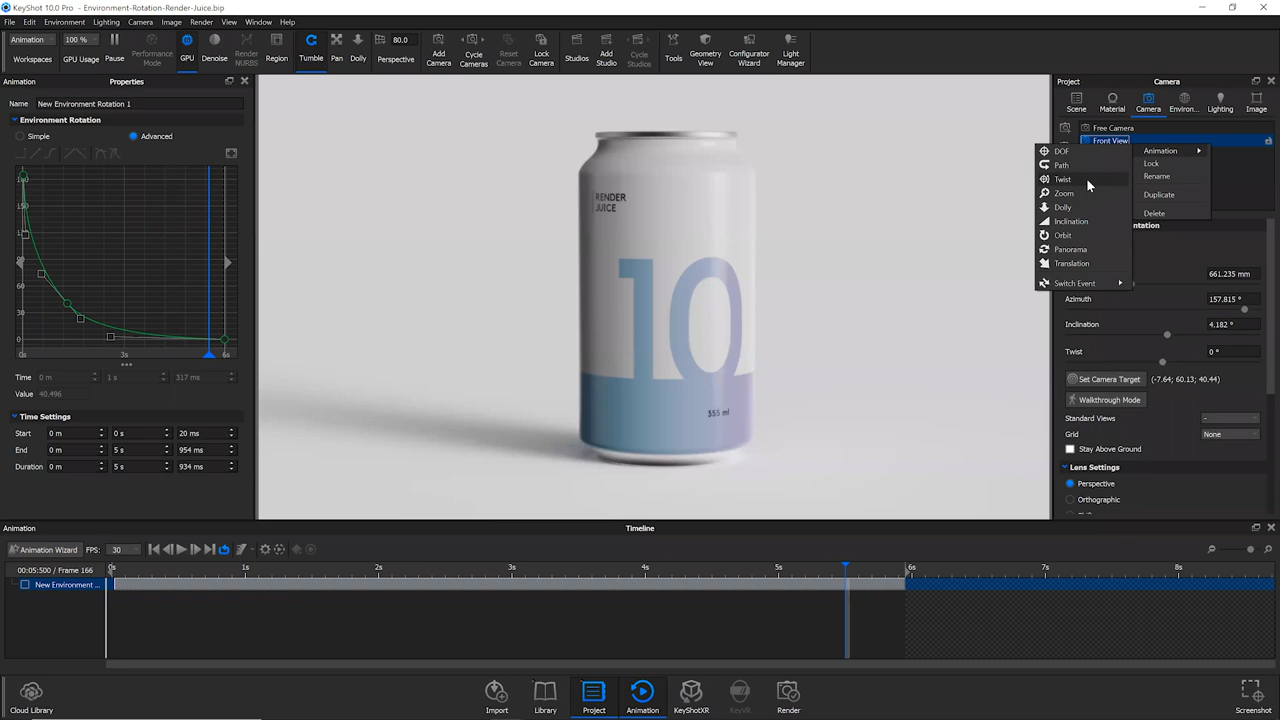 KeyShot 10.0 Pro - Environment-Rotation-Render-Juice.bip
File Edit Environment Lighting Camera Image Render View Window Help
Animation 100 % 80.0
Workspaces GPU Usage Pause Performance Mode GPU Denoise Render NURBS Region Tumble Pan Dolly Perspective Add Camera Cycle Cameras Reset Camera Lock Camera Studios Add Studio Cycle Studios Tools Geometry View Configurator Wizard Light Manager
Animation Properties
Name New Environment Rotation 1
Environment Rotation
Simple Advanced
150
60
30
0s 3s 6s
Time 0 m 1 s 317 ms
Value 40.496
Time Settings
Start 0 m 0 s 20 ms
End 0 m 5 s 954 ms
Duration 0 m 5 s 934 ms
RENDER
JUICE
10
355 ml
Project Camera
Scene Material Camera Environ... Lighting Image
Free Camera
Front View
DOF
Path
Twist
Zoom
Dolly
Inclination
Orbit
Panorama
Translation
Switch Event
Animation
Lock
Rename
Duplicate
Delete
661.235 mm
Azimuth 157.815 °
Inclination 4.182 °
Twist 0 °
Set Camera Target (-7.64; 60.13; 40.44)
Walkthrough Mode
Standard Views -
Grid None
Stay Above Ground
Lens Settings
Perspective
Orthographic
Animation Timeline
Animation Wizard FPS: 30
00:05:500 / Frame 166 0s 1s 2s 3s 4s 5s 6s 7s 8s
New Environment ...
Cloud Library Import Library Project Animation KeyShotXR KeyVR Render Screenshot